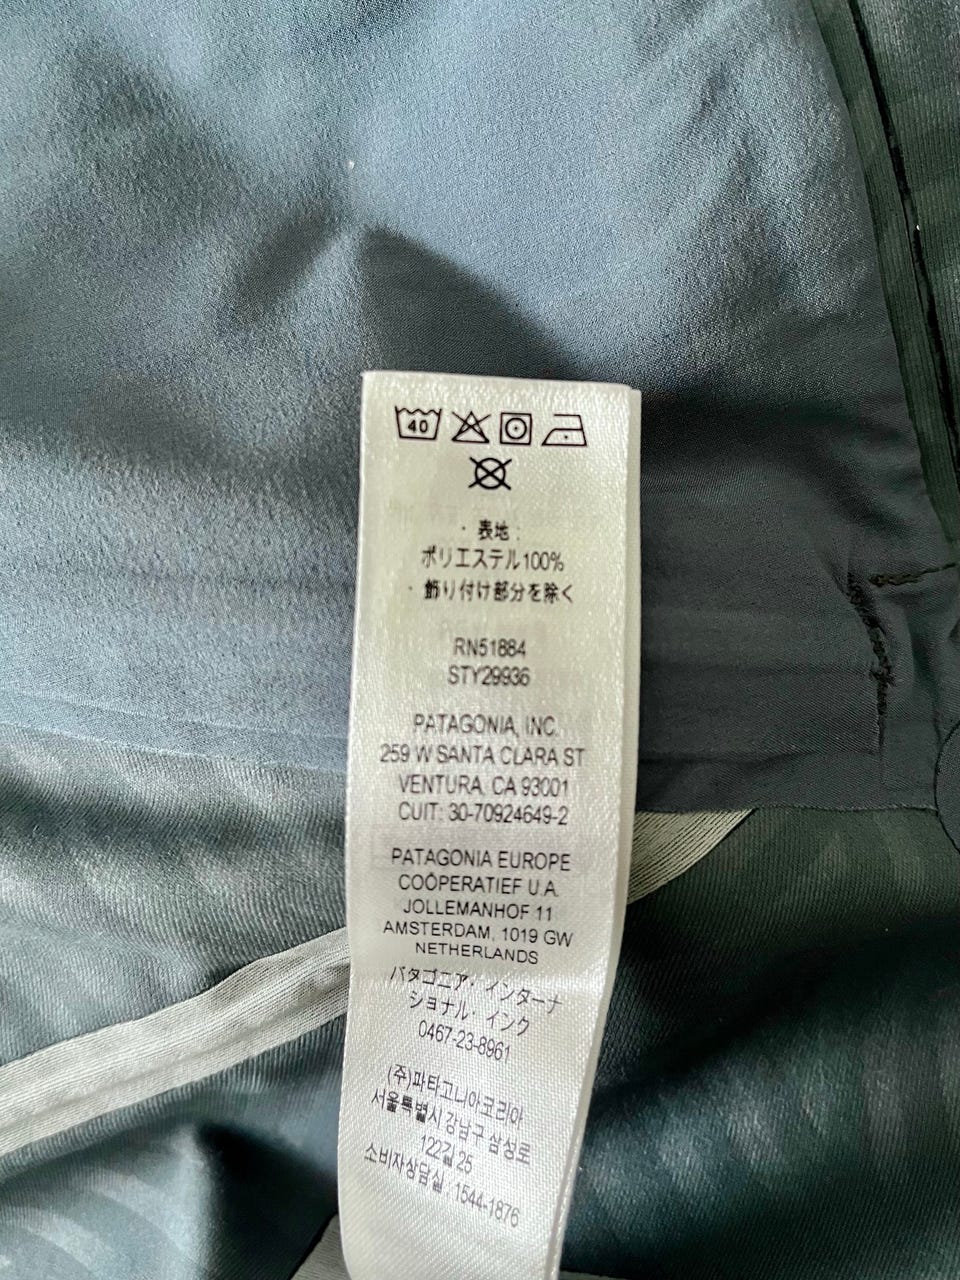 40
・ 表地 :
ポリエステル100%
・ 飾り付け部分を除く
RN51884
STY29936
PATAGONIA, INC.
259 W SANTA CLARA ST
VENTURA, CA 93001
CUIT: 30-70924649-2
PATAGONIA EUROPE
COÖPERATIEF U.A.
JOLLEMANHOF 11
AMSTERDAM, 1019 GW
NETHERLANDS
パタゴニア・インターナ
ショナル・インク
0467-23-8961
(주)파타고니아코리아
서울특별시 강남구 삼성로
122길 25
소비자상담실 : 1544-1876